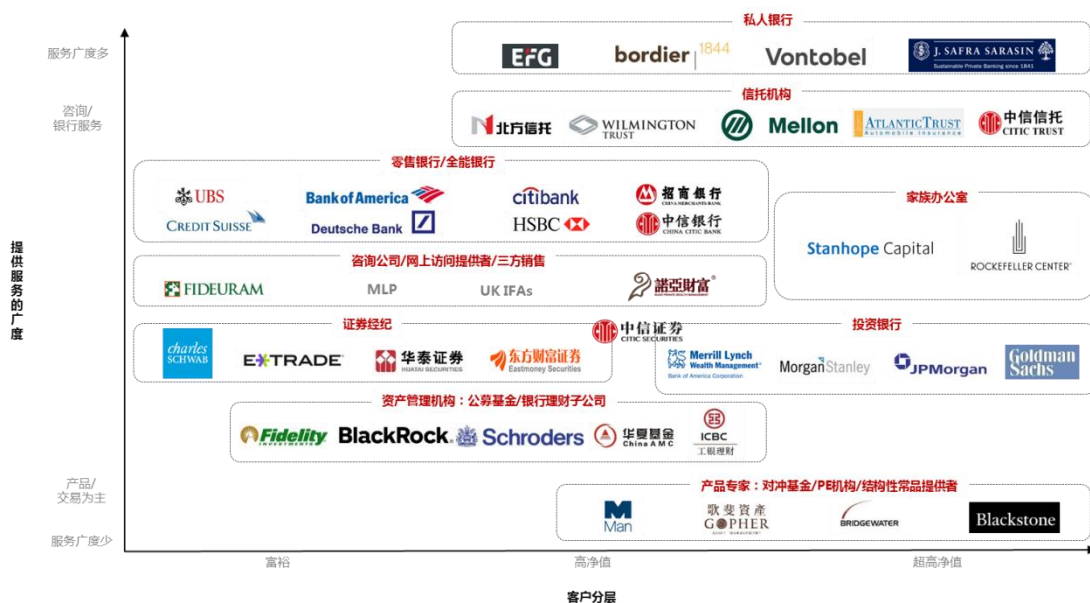 私人银行
服务广度多
EFG
bordier | 1844
Vontobel
J. SAFRA SARASIN
Sustainable Private Banking since 1841
咨询/
银行服务
信托机构
北方信托
WILMINGTON
TRUST
Mellon
ATLANTIC TRUST
Automobile Insurance
中信信托
CITIC TRUST
零售银行/全能银行
UBS
Bank of America
citibank
招商银行
CHINA MERCHANTS BANK
CREDIT SUISSE
Deutsche Bank
HSBC
中信银行
CHINA CITIC BANK
家族办公室
Stanhope Capital
ROCKEFELLER CENTER
提供服务的广度
咨询公司/网上访问提供者/三方销售
FIDEURAM
MLP
UK IFAs
諾亞財富
证券经纪
charles
SCHWAB
E*TRADE
华泰证券
HUATAI SECURITIES
东方财富证券
Eastmoney Securities
中信证券
CITIC SECURITIES
投资银行
Merrill Lynch
Wealth Management
Bank of America Corporation
Morgan Stanley
JPMorgan
Goldman
Sachs
资产管理机构：公募基金/银行理财子公司
Fidelity
INVESTMENTS
BLACKROCK
Schroders
华夏基金
China AMC
ICBC
工银理财
产品/
交易为主
产品专家：对冲基金/PE机构/结构性常品提供者
Man
歌斐資產
GOPHER
ASSET MANAGEMENT
BRIDGEWATER
Blackstone
服务广度少
富裕
高净值
超高净值
客户分层